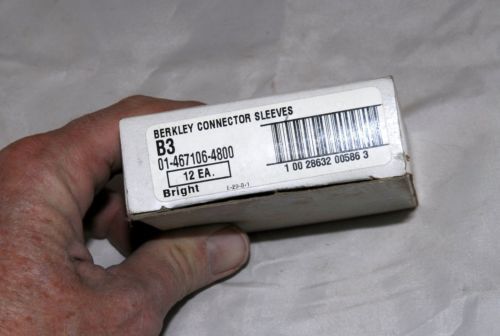 BERKLEY CONNECTOR SLEEVES
B3
01-467106-4800
12 EA.
Bright
1 00 28632 00586 3